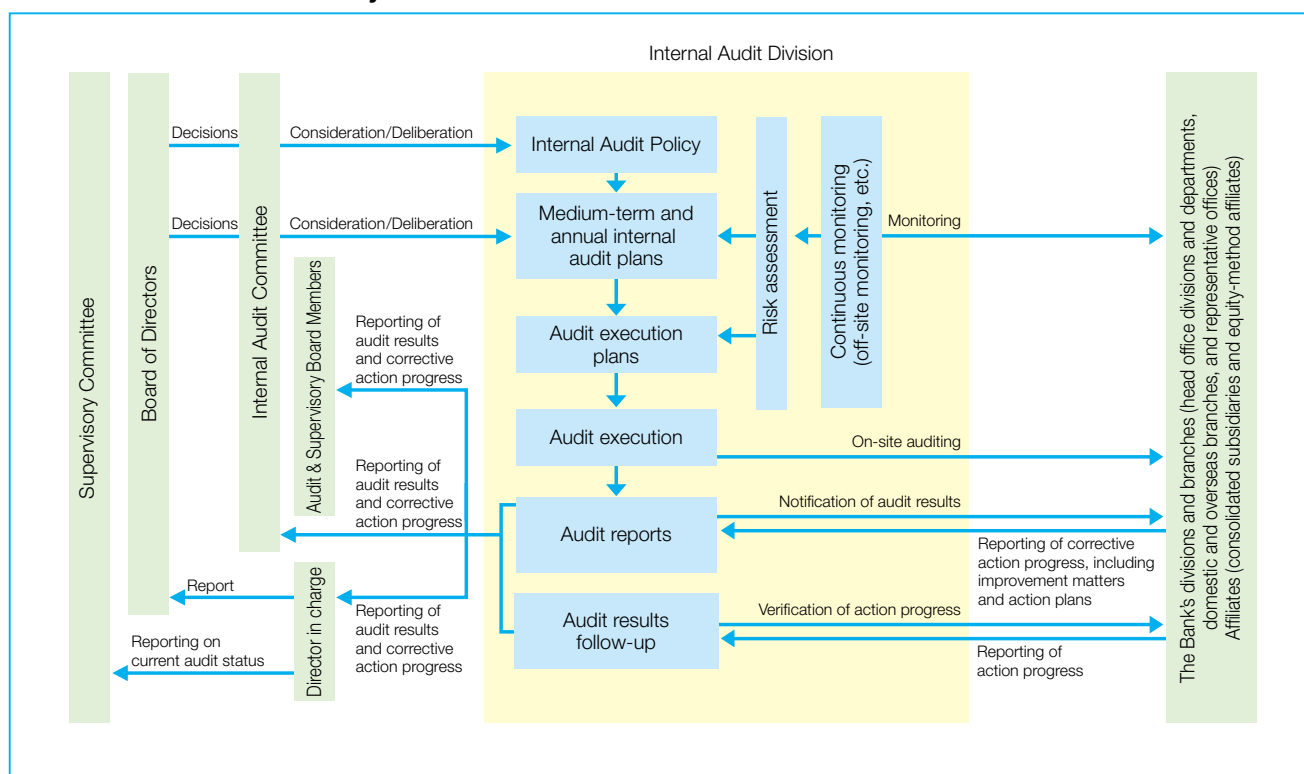 Internal Audit Division
Supervisory Committee
Board of Directors
Internal Audit Committee
Audit & Supervisory Board Members
Director in charge
Decisions
Consideration/Deliberation
Decisions
Consideration/Deliberation
Reporting of
audit results
and corrective
action progress
Reporting of
audit results
and corrective
action progress
Report
Reporting of
audit results
and corrective
action progress
Reporting on
current audit status
Internal Audit Policy
Medium-term and
annual internal
audit plans
Audit execution
plans
Audit execution
Audit reports
Audit results
follow-up
Risk assessment
Continuous monitoring
(off-site monitoring, etc.)
Monitoring
On-site auditing
Notification of audit results
Reporting of corrective
action progress, including
improvement matters
and action plans
Verification of action progress
Reporting of
action progress
The Bank's divisions and branches (head office divisions and departments,
domestic and overseas branches, and representative offices)
Affiliates (consolidated subsidiaries and equity-method affiliates)